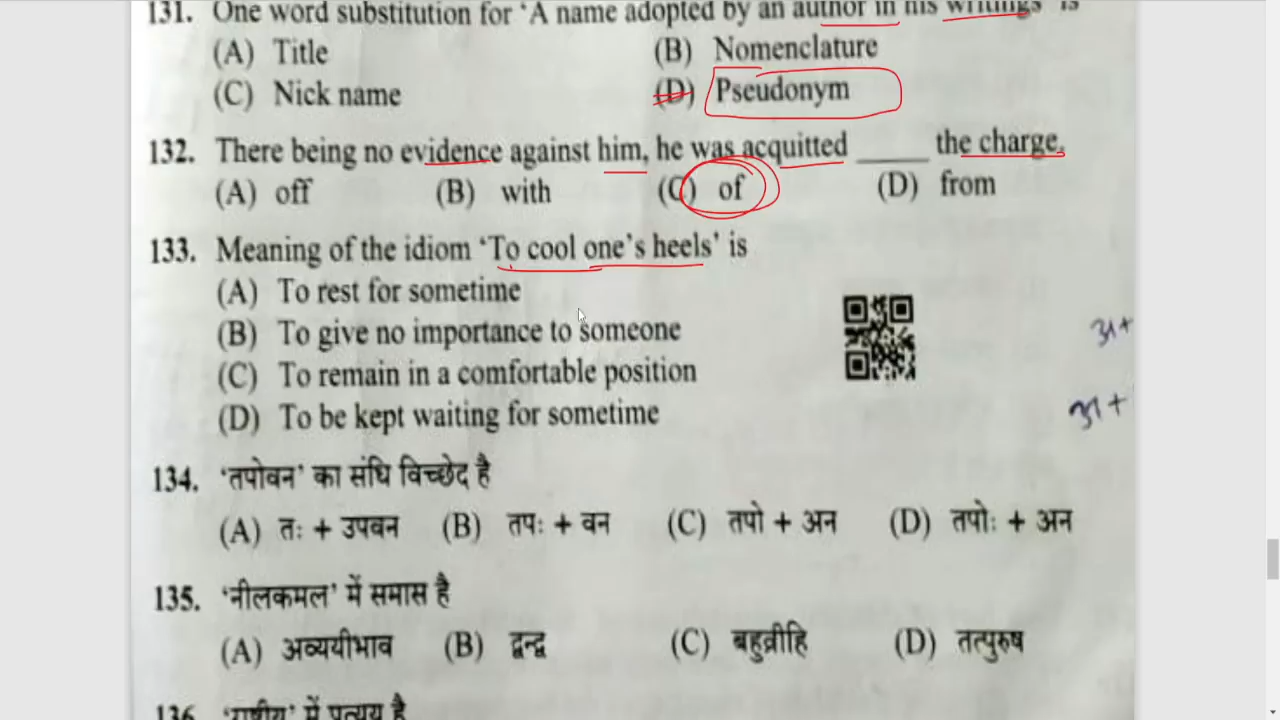 131. One word substitution for ‘A name adopted by an author in his writings’ is
(A) Title (B) Nomenclature
(C) Nick name (D) Pseudonym
132. There being no evidence against him, he was acquitted _____ the charge.
(A) off (B) with (C) of (D) from
133. Meaning of the idiom ‘To cool one’s heels’ is
(A) To rest for sometime
(B) To give no importance to someone
(C) To remain in a comfortable position
(D) To be kept waiting for sometime
अ+
अ+
134. ‘तपोवन’ का संधि विच्छेद है
(A) तः + उपवन (B) तपः + वन (C) तपो + अन (D) तपोः + अन
135. ‘नीलकमल’ में समास है
(A) अव्ययीभाव (B) द्वन्द्व (C) बहुव्रीहि (D) तत्पुरुष
136. ‘राष्ट्रीय’ में प्रत्यय है